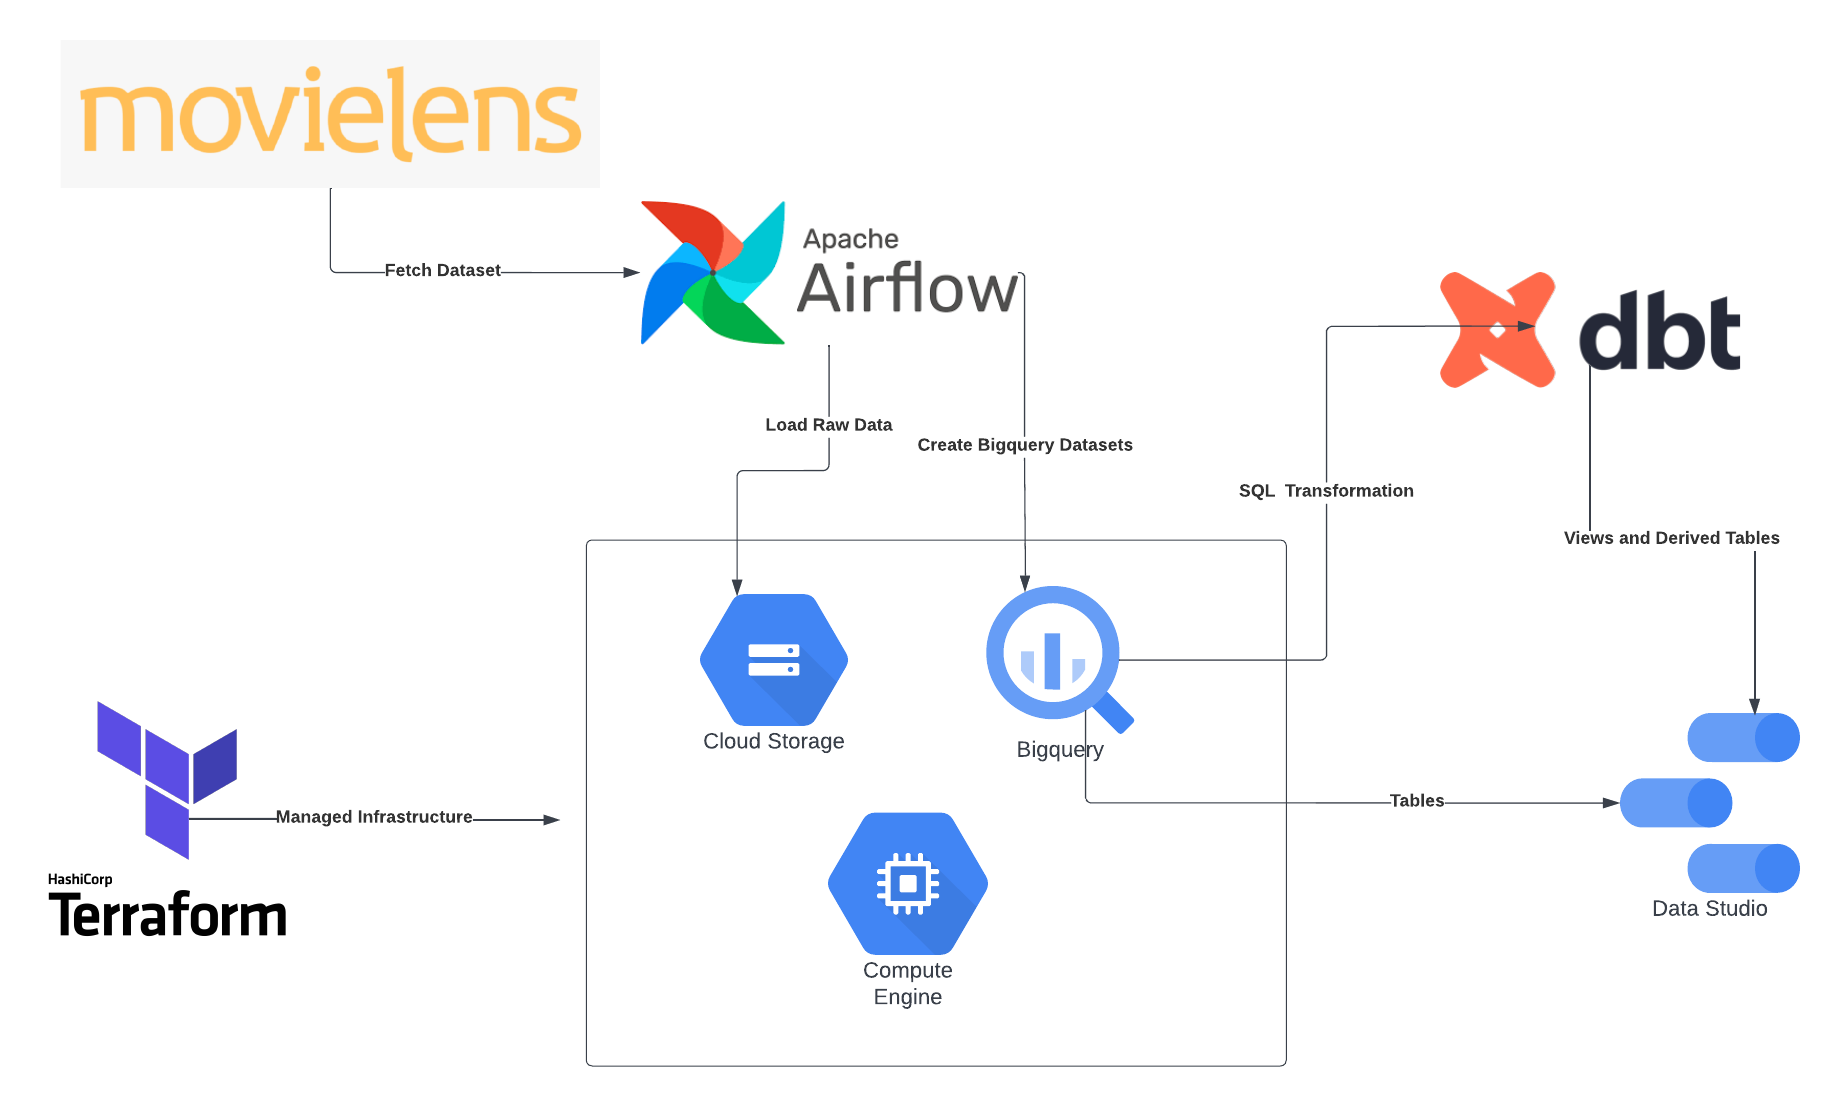 movielens
Fetch Dataset
Apache
Airflow
dbt
Load Raw Data
Create Bigquery Datasets
SQL  Transformation
Views and Derived Tables
Cloud Storage
Bigquery
Tables
Managed Infrastructure
HashiCorp
Terraform
Data Studio
Compute
Engine